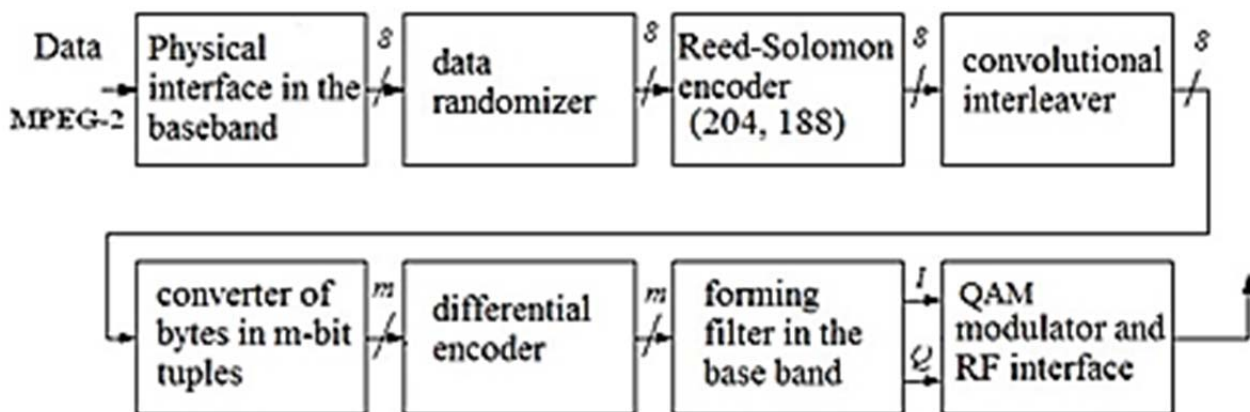 Data
MPEG-2
Physical
interface in the
baseband
8
data
randomizer
8
Reed-Solomon
encoder
(204, 188)
8
convolutional
interleaver
8
converter of
bytes in m-bit
tuples
m
differential
encoder
m
forming
filter in the
base band
I
Q
QAM
modulator and
RF interface